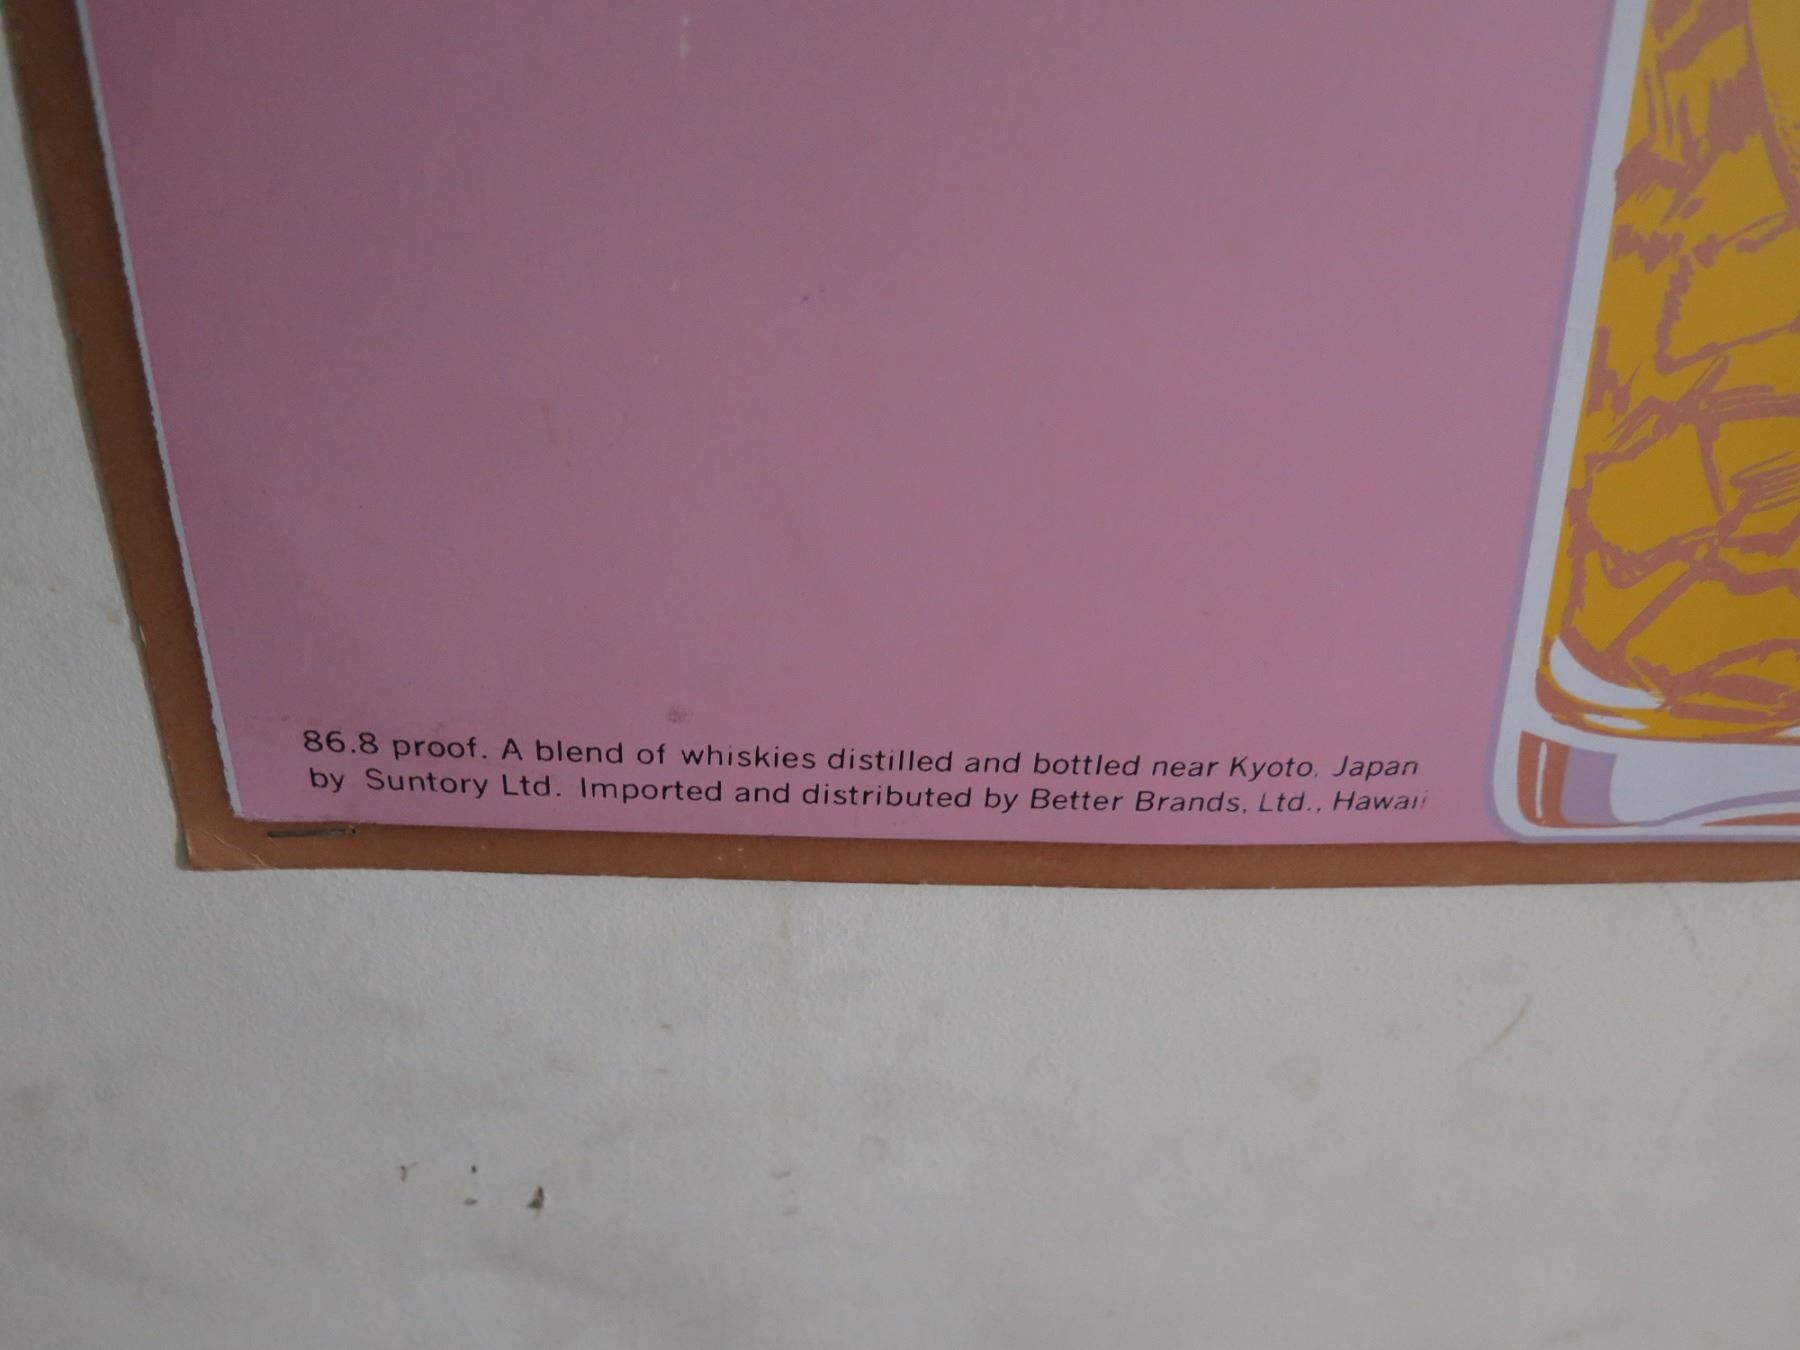 86.8 proof. A blend of whiskies distilled and bottled near Kyoto, Japan
by Suntory Ltd. Imported and distributed by Better Brands, Ltd., Hawaii